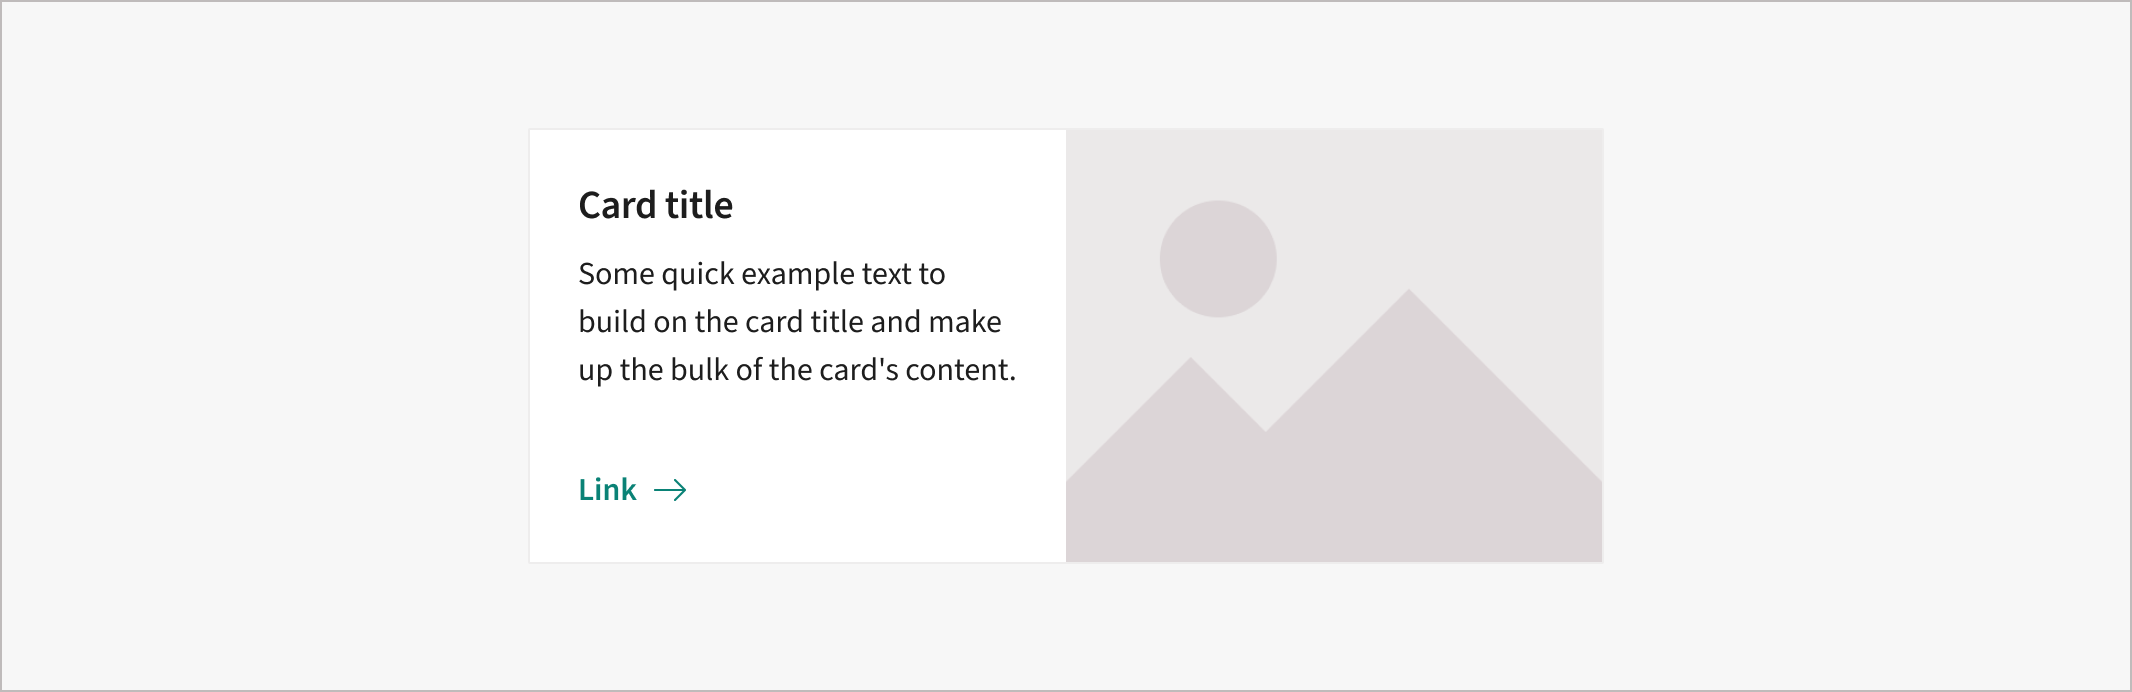 Card title
Some quick example text to
build on the card title and make
up the bulk of the card's content.
Link